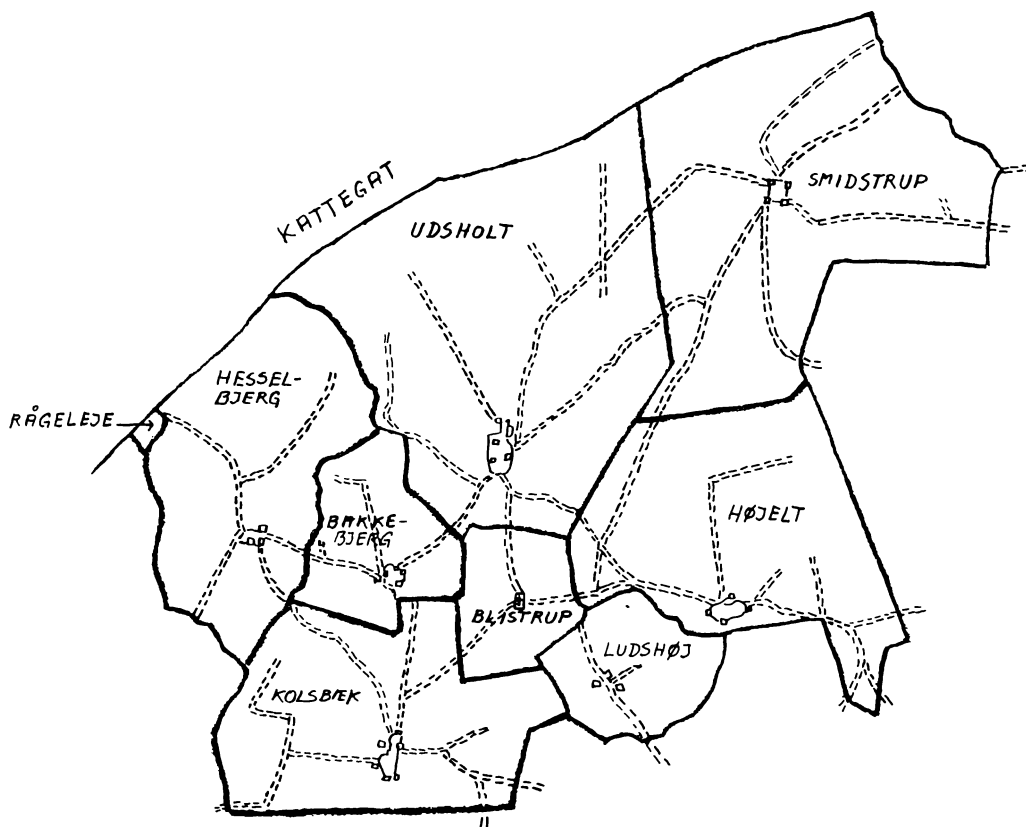 KATTEGAT
SMIDSTRUP
UDSHOLT
HESSEL-
BJERG
RÅGELEJE
HØJELT
BAKKE-
BJERG
BLISTRUP
LUDSHØJ
KOLSBÆK